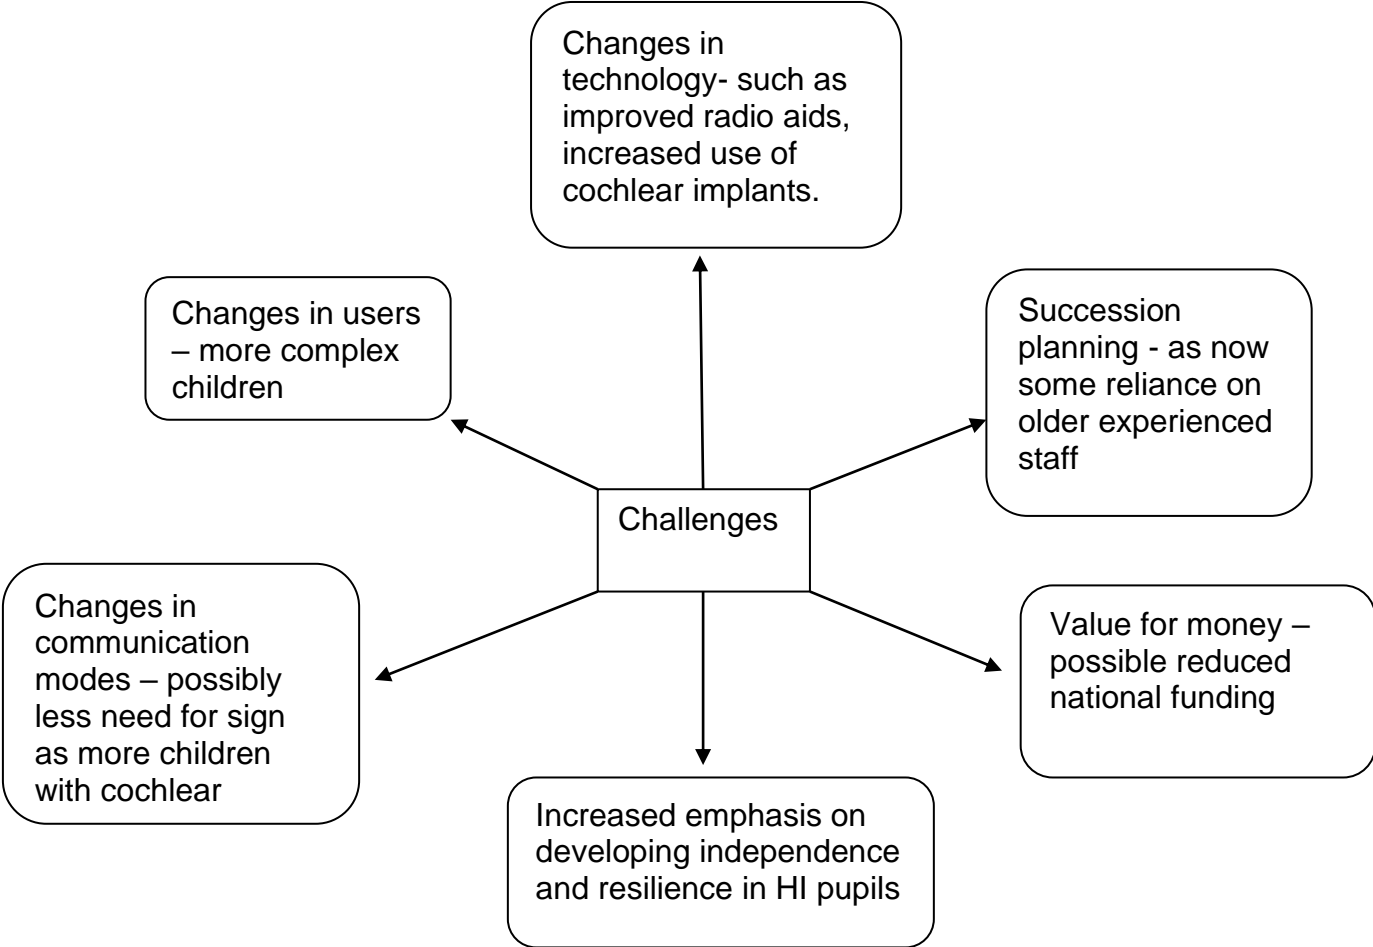 Changes in
technology- such as
improved radio aids,
increased use of
cochlear implants.
Changes in users
– more complex
children
Succession
planning - as now
some reliance on
older experienced
staff
Challenges
Changes in
communication
modes – possibly
less need for sign
as more children
with cochlear
Value for money –
possible reduced
national funding
Increased emphasis on
developing independence
and resilience in HI pupils